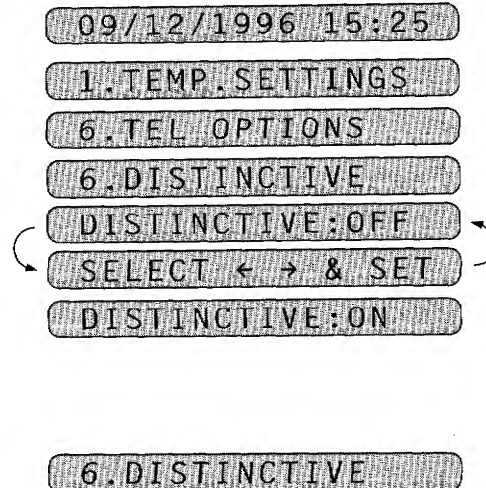 09/12/1996 15:25
1.TEMP.SETTINGS
6.TEL OPTIONS
6.DISTINCTIVE
DISTINCTIVE:OFF
SELECT ← → & SET
DISTINCTIVE:ON
6.DISTINCTIVE